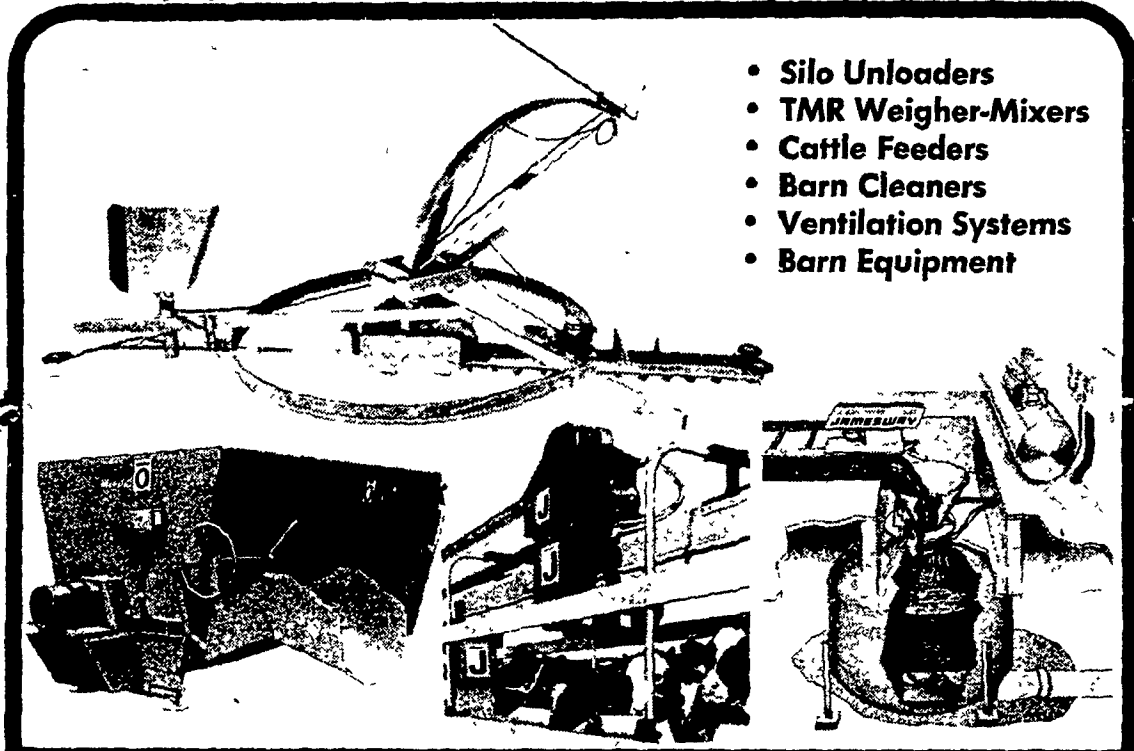 • Silo Unloaders
• TMR Weigher-Mixers
• Cattle Feeders
• Barn Cleaners
• Ventilation Systems
• Barn Equipment
JAMESWAY
J
J
J